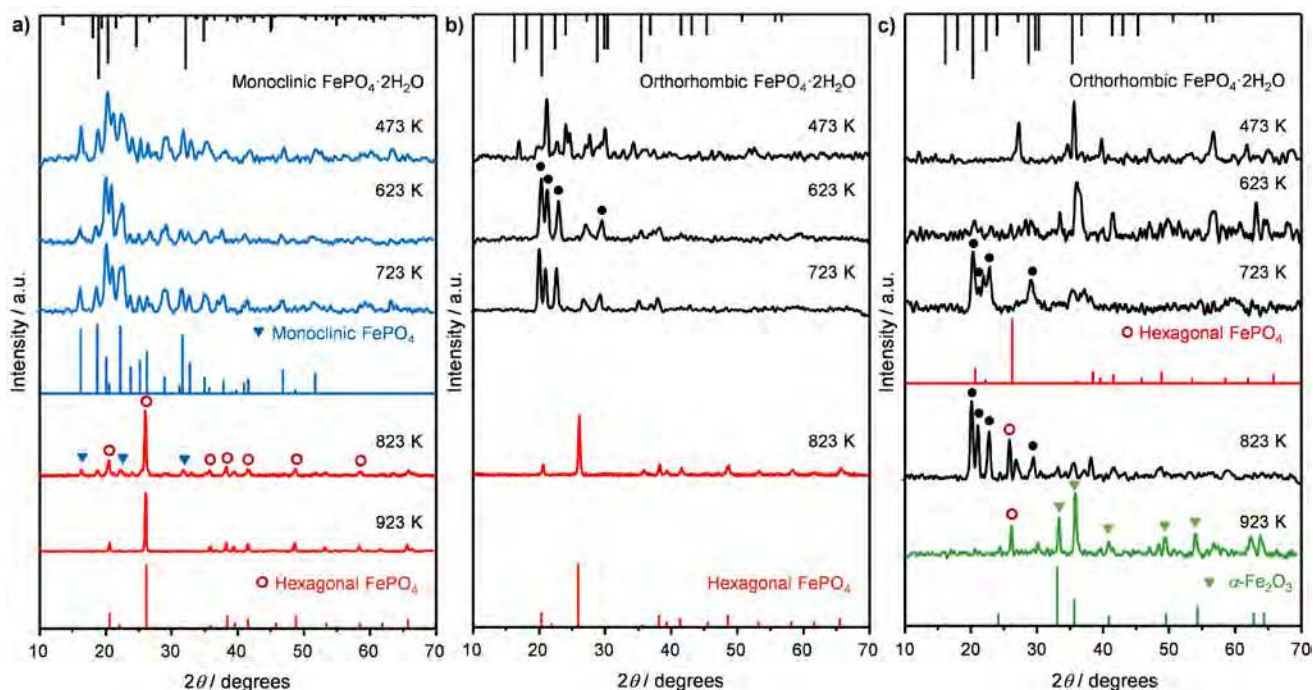 a)
Monoclinic FePO₄·2H₂O
473 K
623 K
723 K
▼ Monoclinic FePO₄
823 K
923 K
○ Hexagonal FePO₄
Intensity / a.u.
10 20 30 40 50 60 70
2θ / degrees
b)
Orthorhombic FePO₄·2H₂O
473 K
623 K
723 K
823 K
Hexagonal FePO₄
Intensity / a.u.
10 20 30 40 50 60 70
2θ / degrees
c)
Orthorhombic FePO₄·2H₂O
473 K
623 K
723 K
○ Hexagonal FePO₄
823 K
923 K
▼ α-Fe₂O₃
Intensity / a.u.
10 20 30 40 50 60 70
2θ / degrees